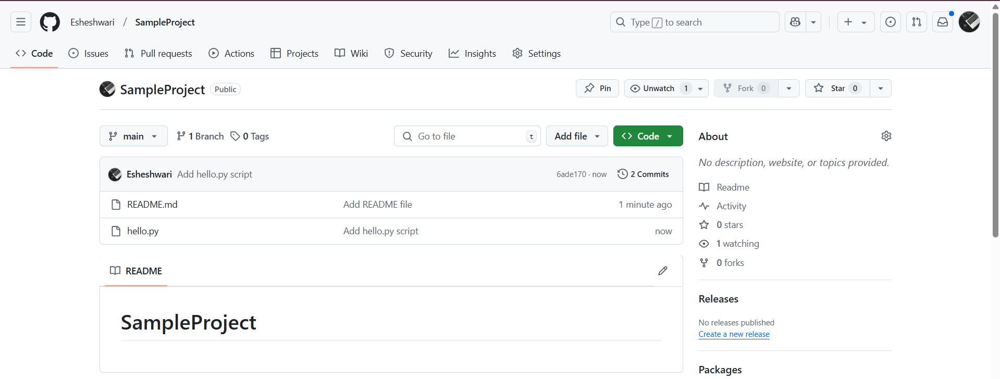 Esheshwari / SampleProject
Type / to search
Code Issues Pull requests Actions Projects Wiki Security Insights Settings
SampleProject Public
Pin Unwatch 1 Fork 0 Star 0
main 1 Branch 0 Tags
Go to file t Add file Code
Esheshwari Add hello.py script 6ade170 · now 2 Commits
README.md Add README file 1 minute ago
hello.py Add hello.py script now
README
SampleProject
About
No description, website, or topics provided.
Readme
Activity
0 stars
1 watching
0 forks
Releases
No releases published
Create a new release
Packages